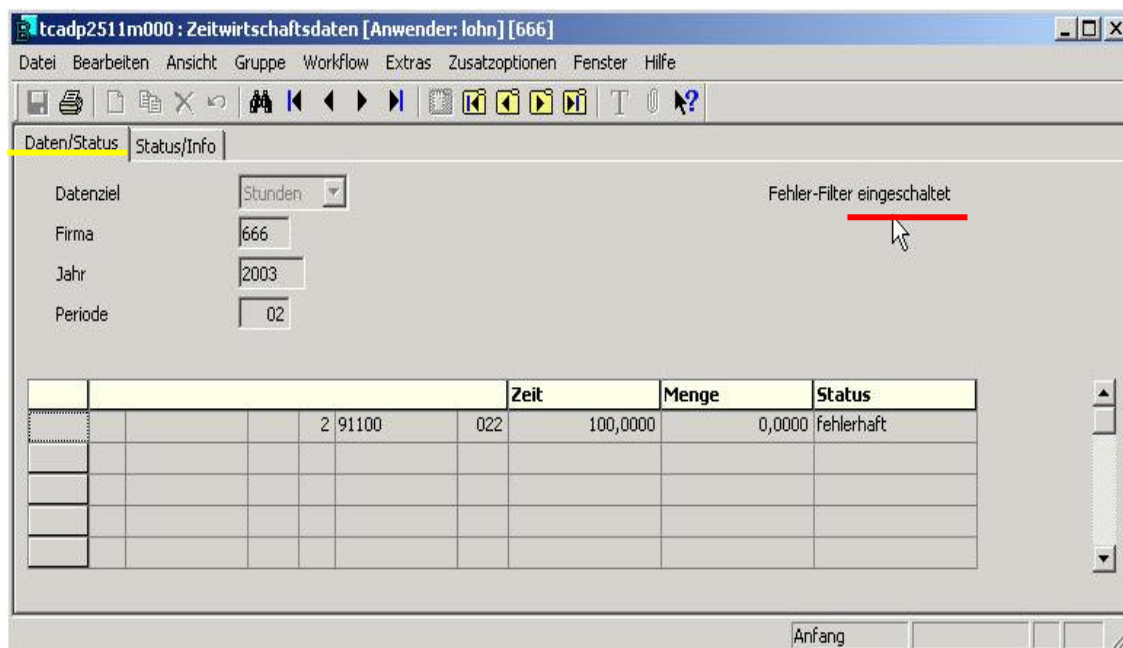 tcadp2511m000 : Zeitwirtschaftsdaten [Anwender: lohn] [666]
Datei Bearbeiten Ansicht Gruppe Workflow Extras Zusatzoptionen Fenster Hilfe
Daten/Status Status/Info
Datenziel Stunden Fehler-Filter eingeschaltet
Firma 666
Jahr 2003
Periode 02
Zeit Menge Status
2 91100 022 100,0000 0,0000 fehlerhaft
Anfang